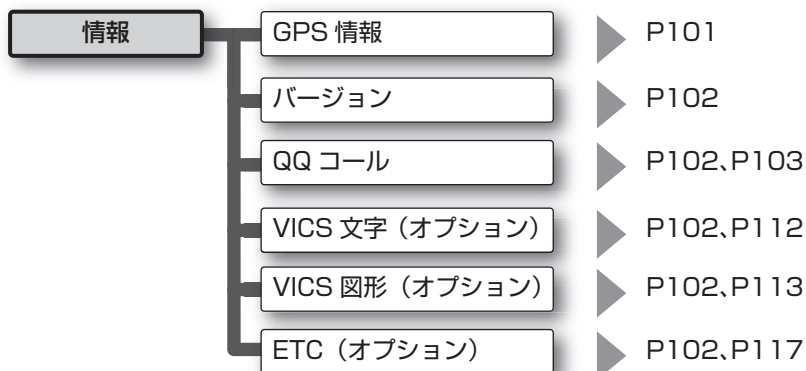 情報
GPS 情報 P101
バージョン P102
QQ コール P102、P103
VICS 文字（オプション） P102、P112
VICS 図形（オプション） P102、P113
ETC（オプション） P102、P117